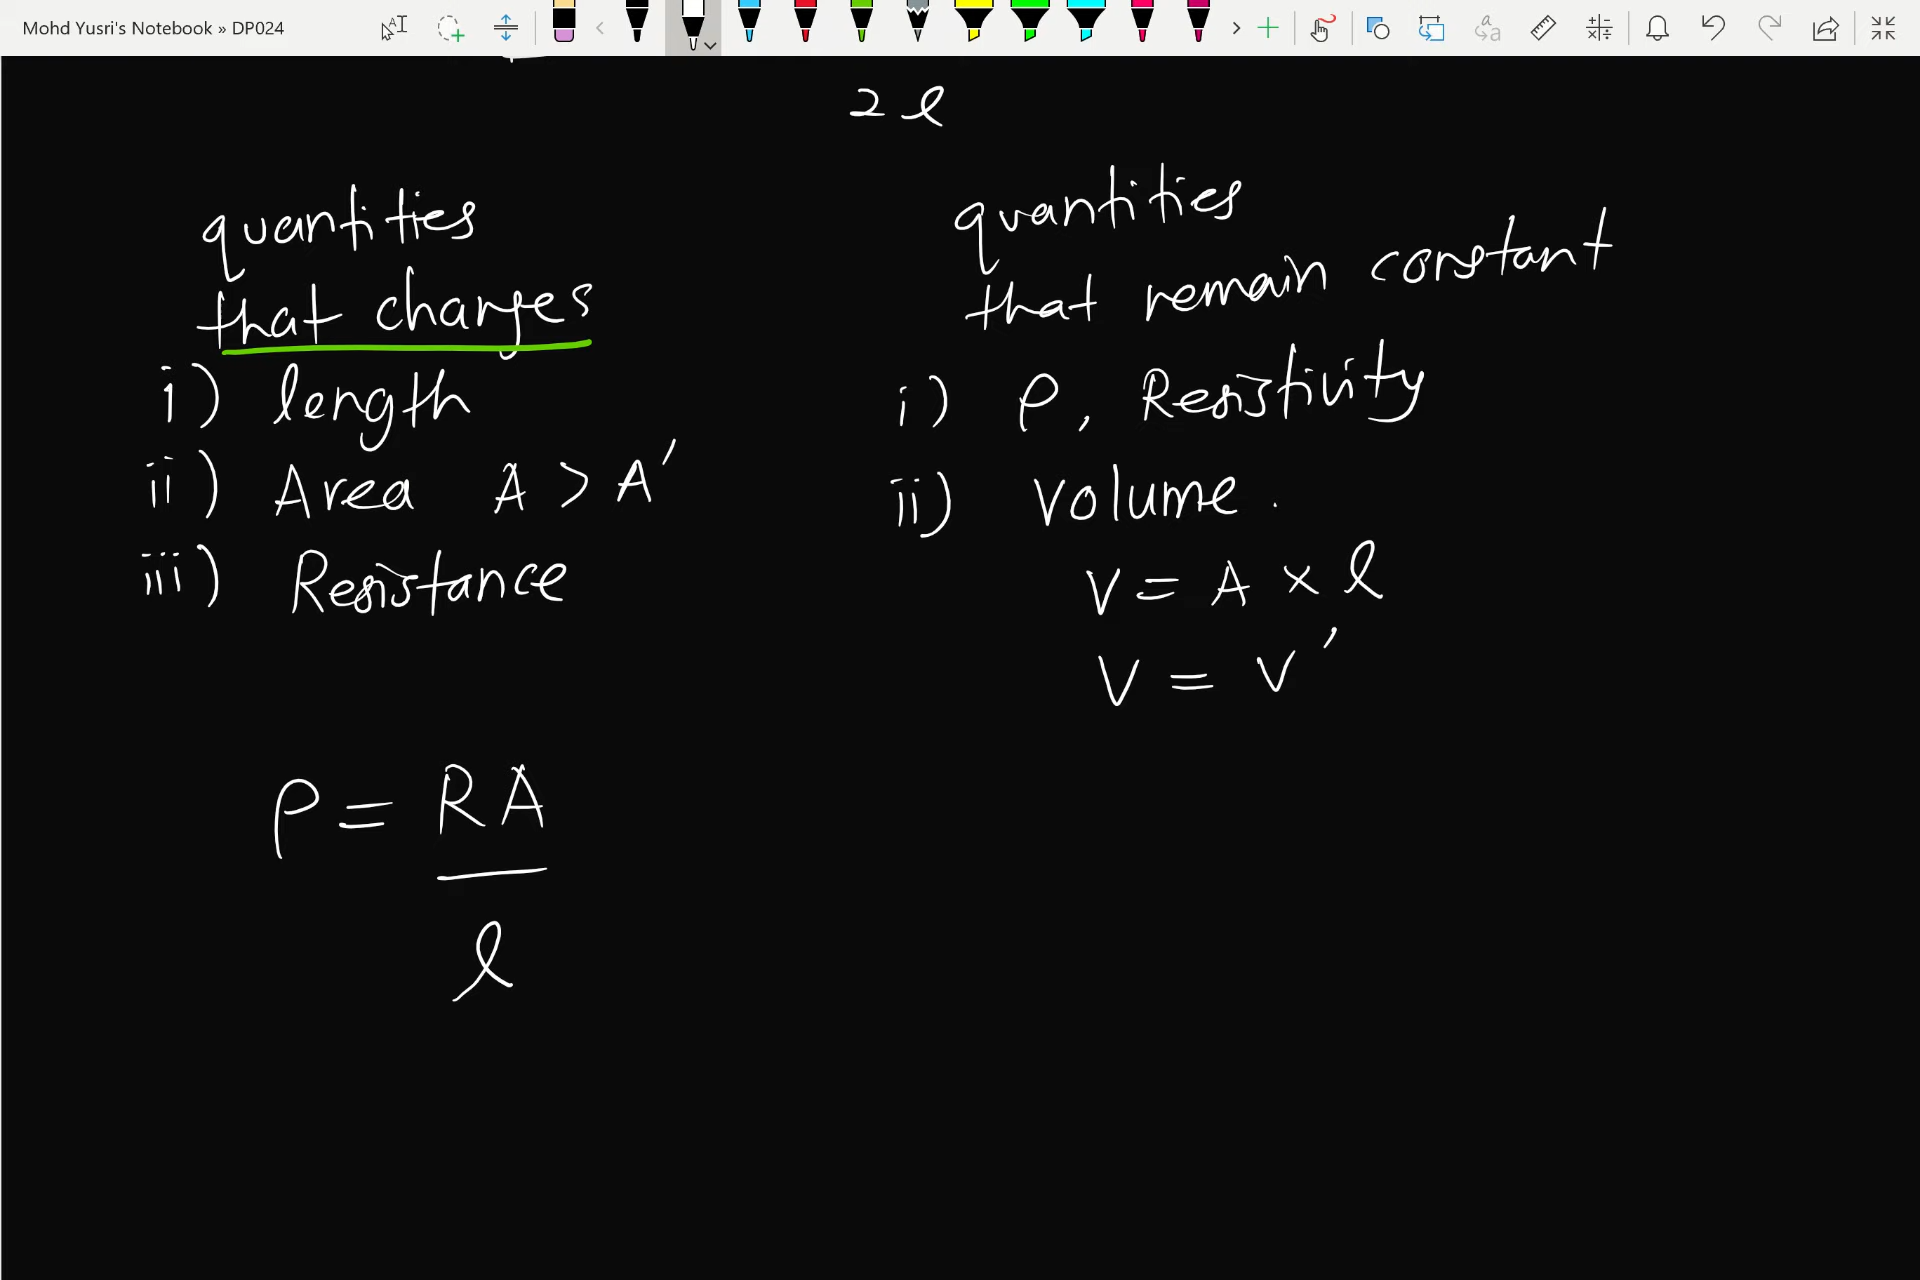 Mohd Yusri's Notebook » DP024
2 l
quantities
that changes
i) length
ii) Area A > A'
iii) Resistance
quantities
that remain constant
i) ρ, Resistivity
ii) Volume.
V = A × l
V = V'
ρ = RA
l